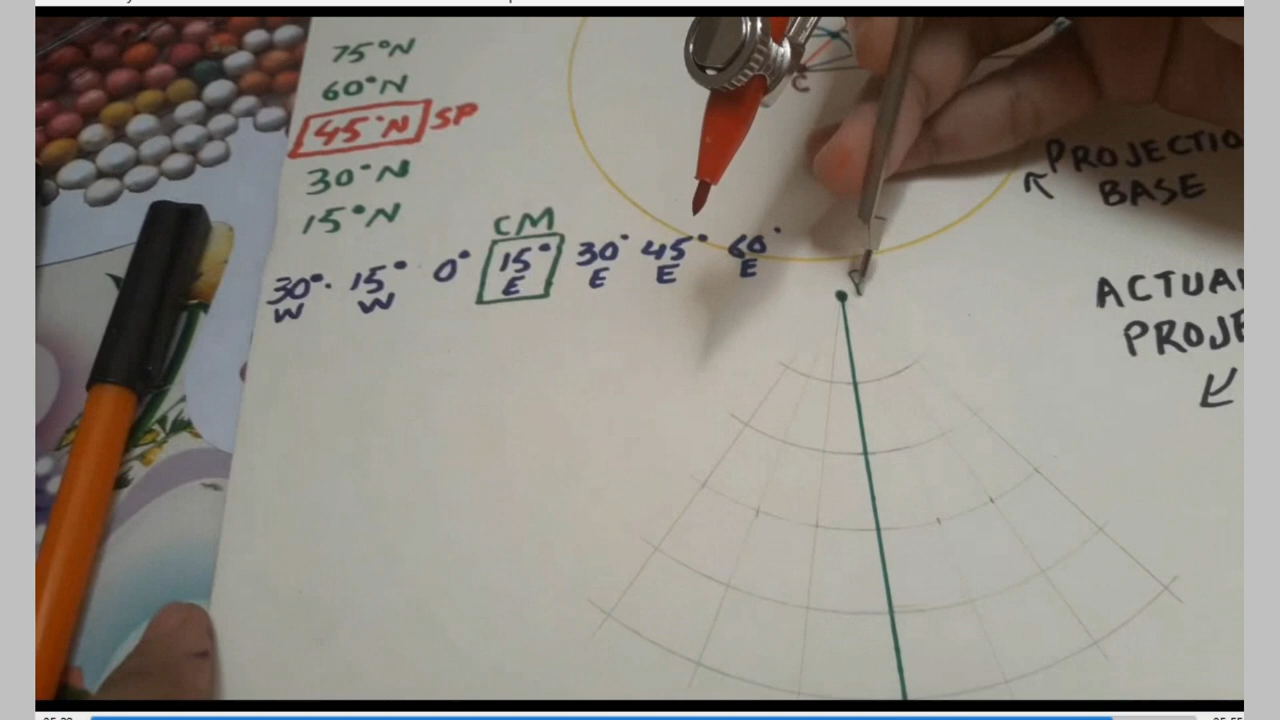 75°N
60°N
45°N SP
30°N
15°N
CM
30° W 15° W 0° 15° E 30° E 45° E 60° E
C
PROJECTIO
BASE
ACTUA
PROJE